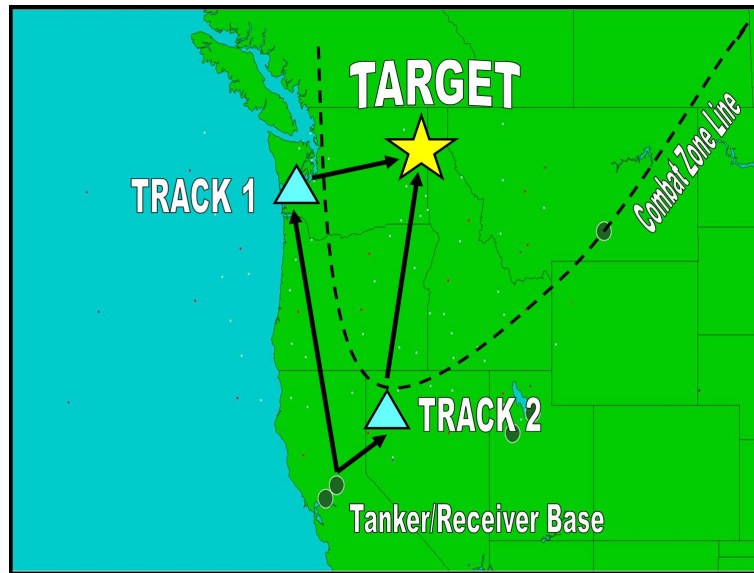 TARGET
TRACK 1
Combat Zone Line
TRACK 2
Tanker/Receiver Base